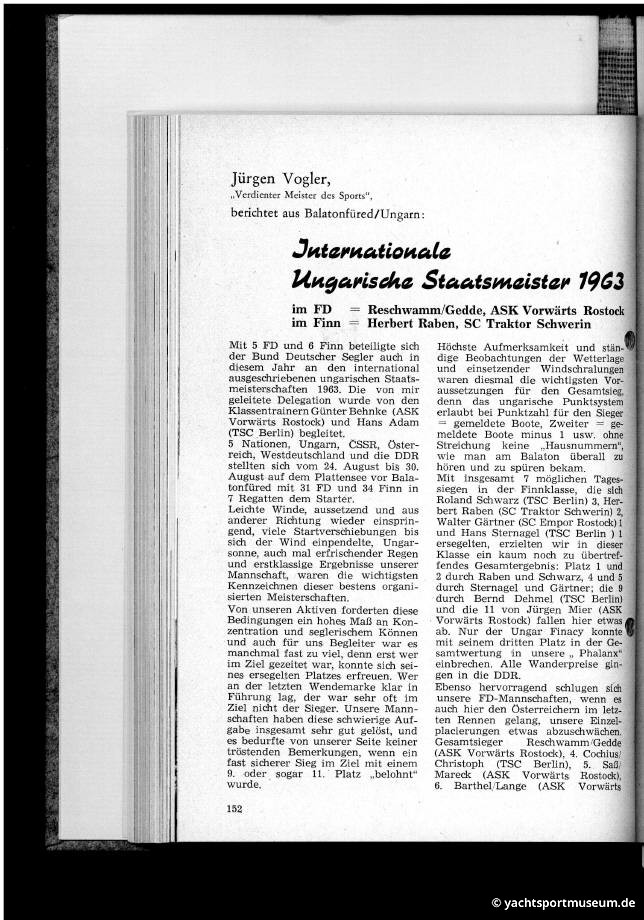 Jürgen Vogler,
„Verdienter Meister des Sports",
berichtet aus Balatonfüred/Ungarn:
Internationale
Ungarische Staatsmeister 1963
im FD = Reschwamm/Gedde, ASK Vorwärts Rostock
im Finn = Herbert Raben, SC Traktor Schwerin
Mit 5 FD und 6 Finn beteiligte sich
der Bund Deutscher Segler auch in
diesem Jahr an den international
ausgeschriebenen ungarischen Staats-
meisterschaften 1963. Die von mir
geleitete Delegation wurde von den
Klassentrainern Günter Behnke (ASK
Vorwärts Rostock) und Hans Adam
(TSC Berlin) begleitet.
5 Nationen, Ungarn, ČSSR, Öster-
reich, Westdeutschland und die DDR
stellten sich vom 24. August bis 30.
August auf dem Plattensee vor Bala-
tonfüred mit 31 FD und 34 Finn in
7 Regatten dem Starter.
Leichte Winde, aussetzend und aus
anderer Richtung wieder einsprin-
gend, viele Startverschiebungen bis
sich der Wind einpendelte, Ungar-
sonne, auch mal erfrischender Regen
und erstklassige Ergebnisse unserer
Mannschaft, waren die wichtigsten
Kennzeichnen dieser bestens organi-
sierten Meisterschaften.
Von unseren Aktiven forderten diese
Bedingungen ein hohes Maß an Kon-
zentration und seglerischem Können
und auch für uns Begleiter war es
manchmal fast zu viel, denn erst wer
im Ziel gezeitet war, konnte sich sei-
nes ersegelten Platzes erfreuen. Wer
an der letzten Wendemarke klar in
Führung lag, der war sehr oft im
Ziel nicht der Sieger. Unsere Mann-
schaften haben diese schwierige Auf-
gabe insgesamt sehr gut gelöst, und
es bedurfte von unserer Seite keiner
tröstenden Bemerkungen, wenn ein
fast sicherer Sieg im Ziel mit einem
9. oder sogar 11. Platz „belohnt"
wurde.
Höchste Aufmerksamkeit und stän-
dige Beobachtungen der Wetterlage
und einsetzender Windschralungen
waren diesmal die wichtigsten Vor-
aussetzungen für den Gesamtsieg,
denn das ungarische Punktsystem
erlaubt bei Punktzahl für den Sieger
= gemeldete Boote, Zweiter = ge-
meldete Boote minus 1 usw. ohne
Streichung keine „Hausnummern",
wie man am Balaton überall zu
hören und zu spüren bekam.
Mit insgesamt 7 möglichen Tages-
siegen in der Finnklasse, die sich
Roland Schwarz (TSC Berlin) 3, Her-
bert Raben (SC Traktor Schwerin) 2,
Walter Gärtner (SC Empor Rostock) 1
und Hans Sternagel (TSC Berlin ) 1
ersegelten, erzielten wir in dieser
Klasse ein kaum noch zu übertref-
fendes Gesamtergebnis: Platz 1 und
2 durch Raben und Schwarz, 4 und 5
durch Sternagel und Gärtner; die 9
durch Bernd Dehmel (TSC Berlin)
und die 11 von Jürgen Mier (ASK
Vorwärts Rostock) fallen hier etwas
ab. Nur der Ungar Finacy konnte
mit seinem dritten Platz in der Ge-
samtwertung in unsere „ Phalanx"
einbrechen. Alle Wanderpreise gin-
gen in die DDR.
Ebenso hervorragend schlugen sich
unsere FD-Mannschaften, wenn es
auch hier den Österreichern im letz-
ten Rennen gelang, unsere Einzel-
placierungen etwas abzuschwächen.
Gesamtsieger Reschwamm/Gedde
(ASK Vorwärts Rostock), 4. Cochius/
Christoph (TSC Berlin), 5. Saß/
Mareck (ASK Vorwärts Rostock),
6. Barthel/Lange (ASK Vorwärts
152
© yachtsportmuseum.de